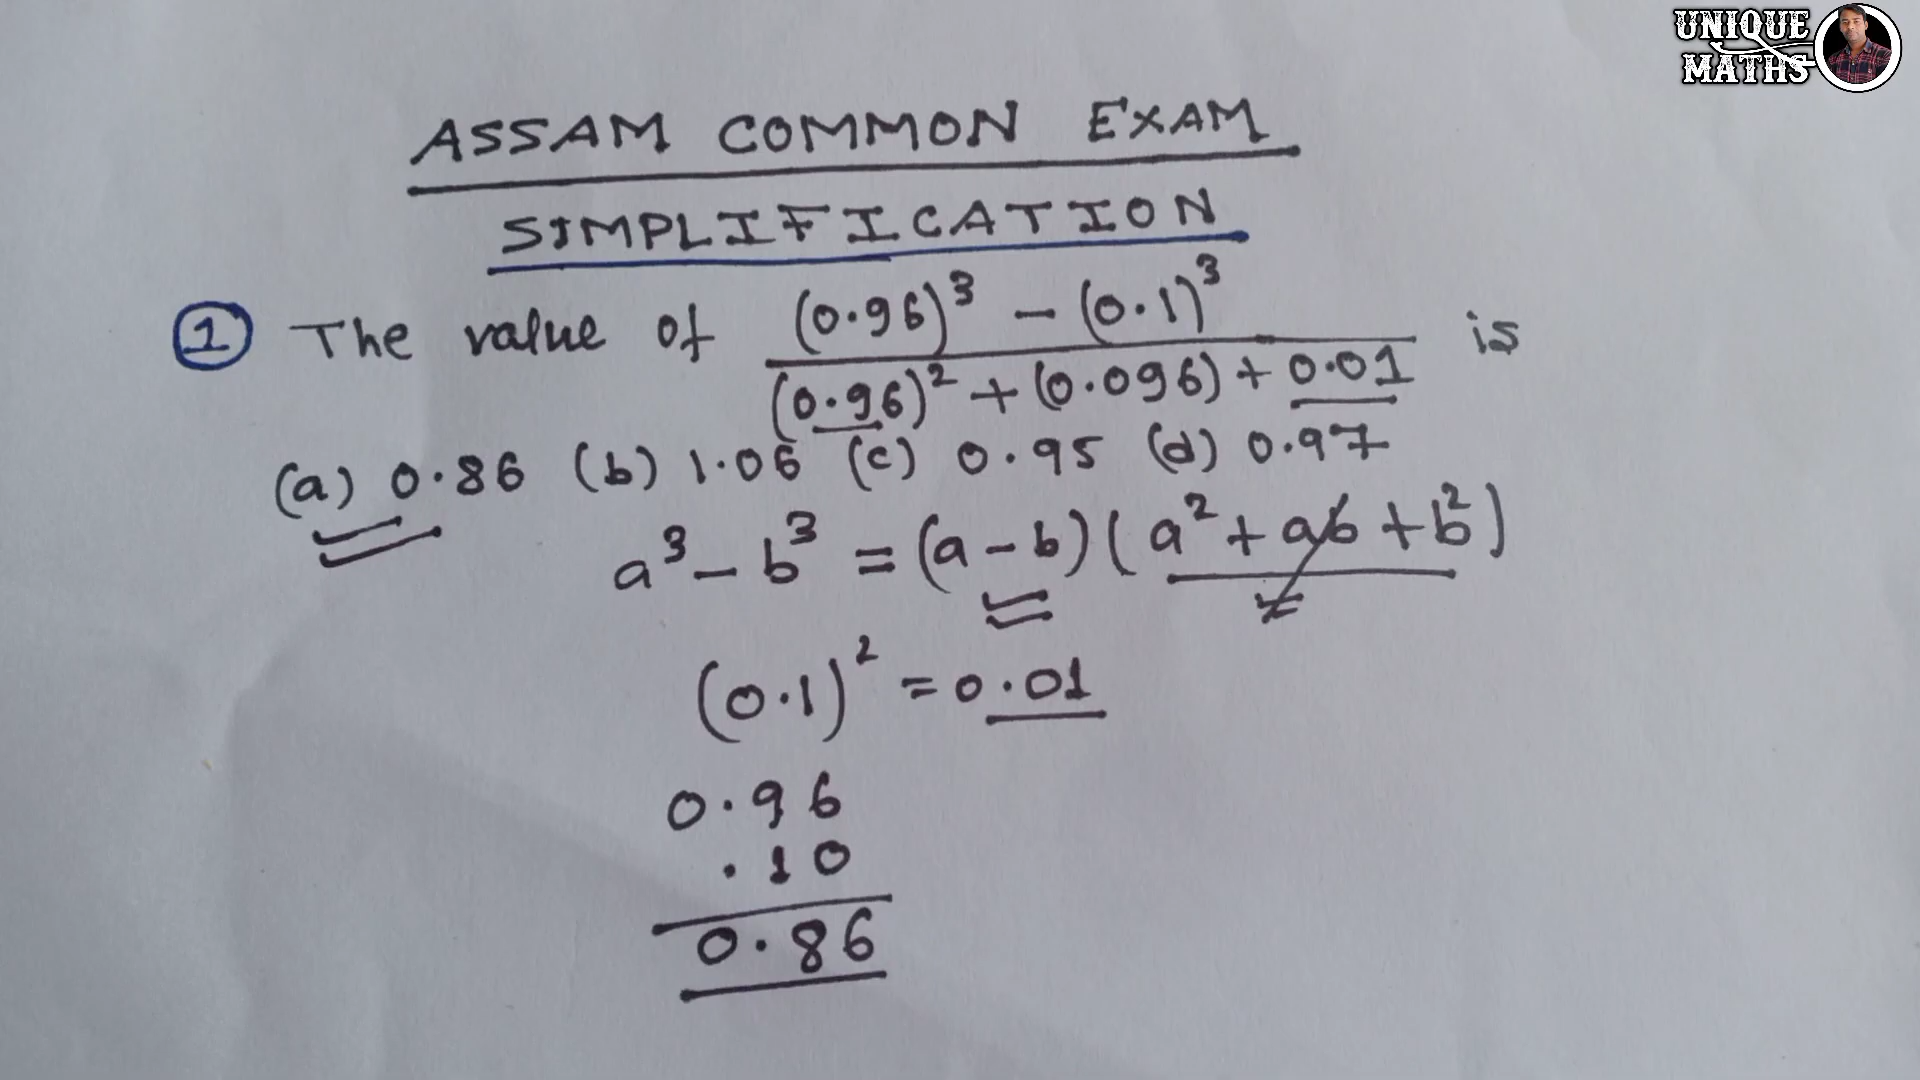 UNIQUE
MATHS
ASSAM COMMON EXAM
SIMPLIFICATION
① The value of \frac{(0.96)^3 - (0.1)^3}{(0.96)^2 + (0.096) + 0.01} is
(a) 0.86 (b) 1.06 (c) 0.95 (d) 0.97
a³ - b³ = (a - b) (a² + ab + b²)
(0.1)² = 0.01
0.96
.10
0.86